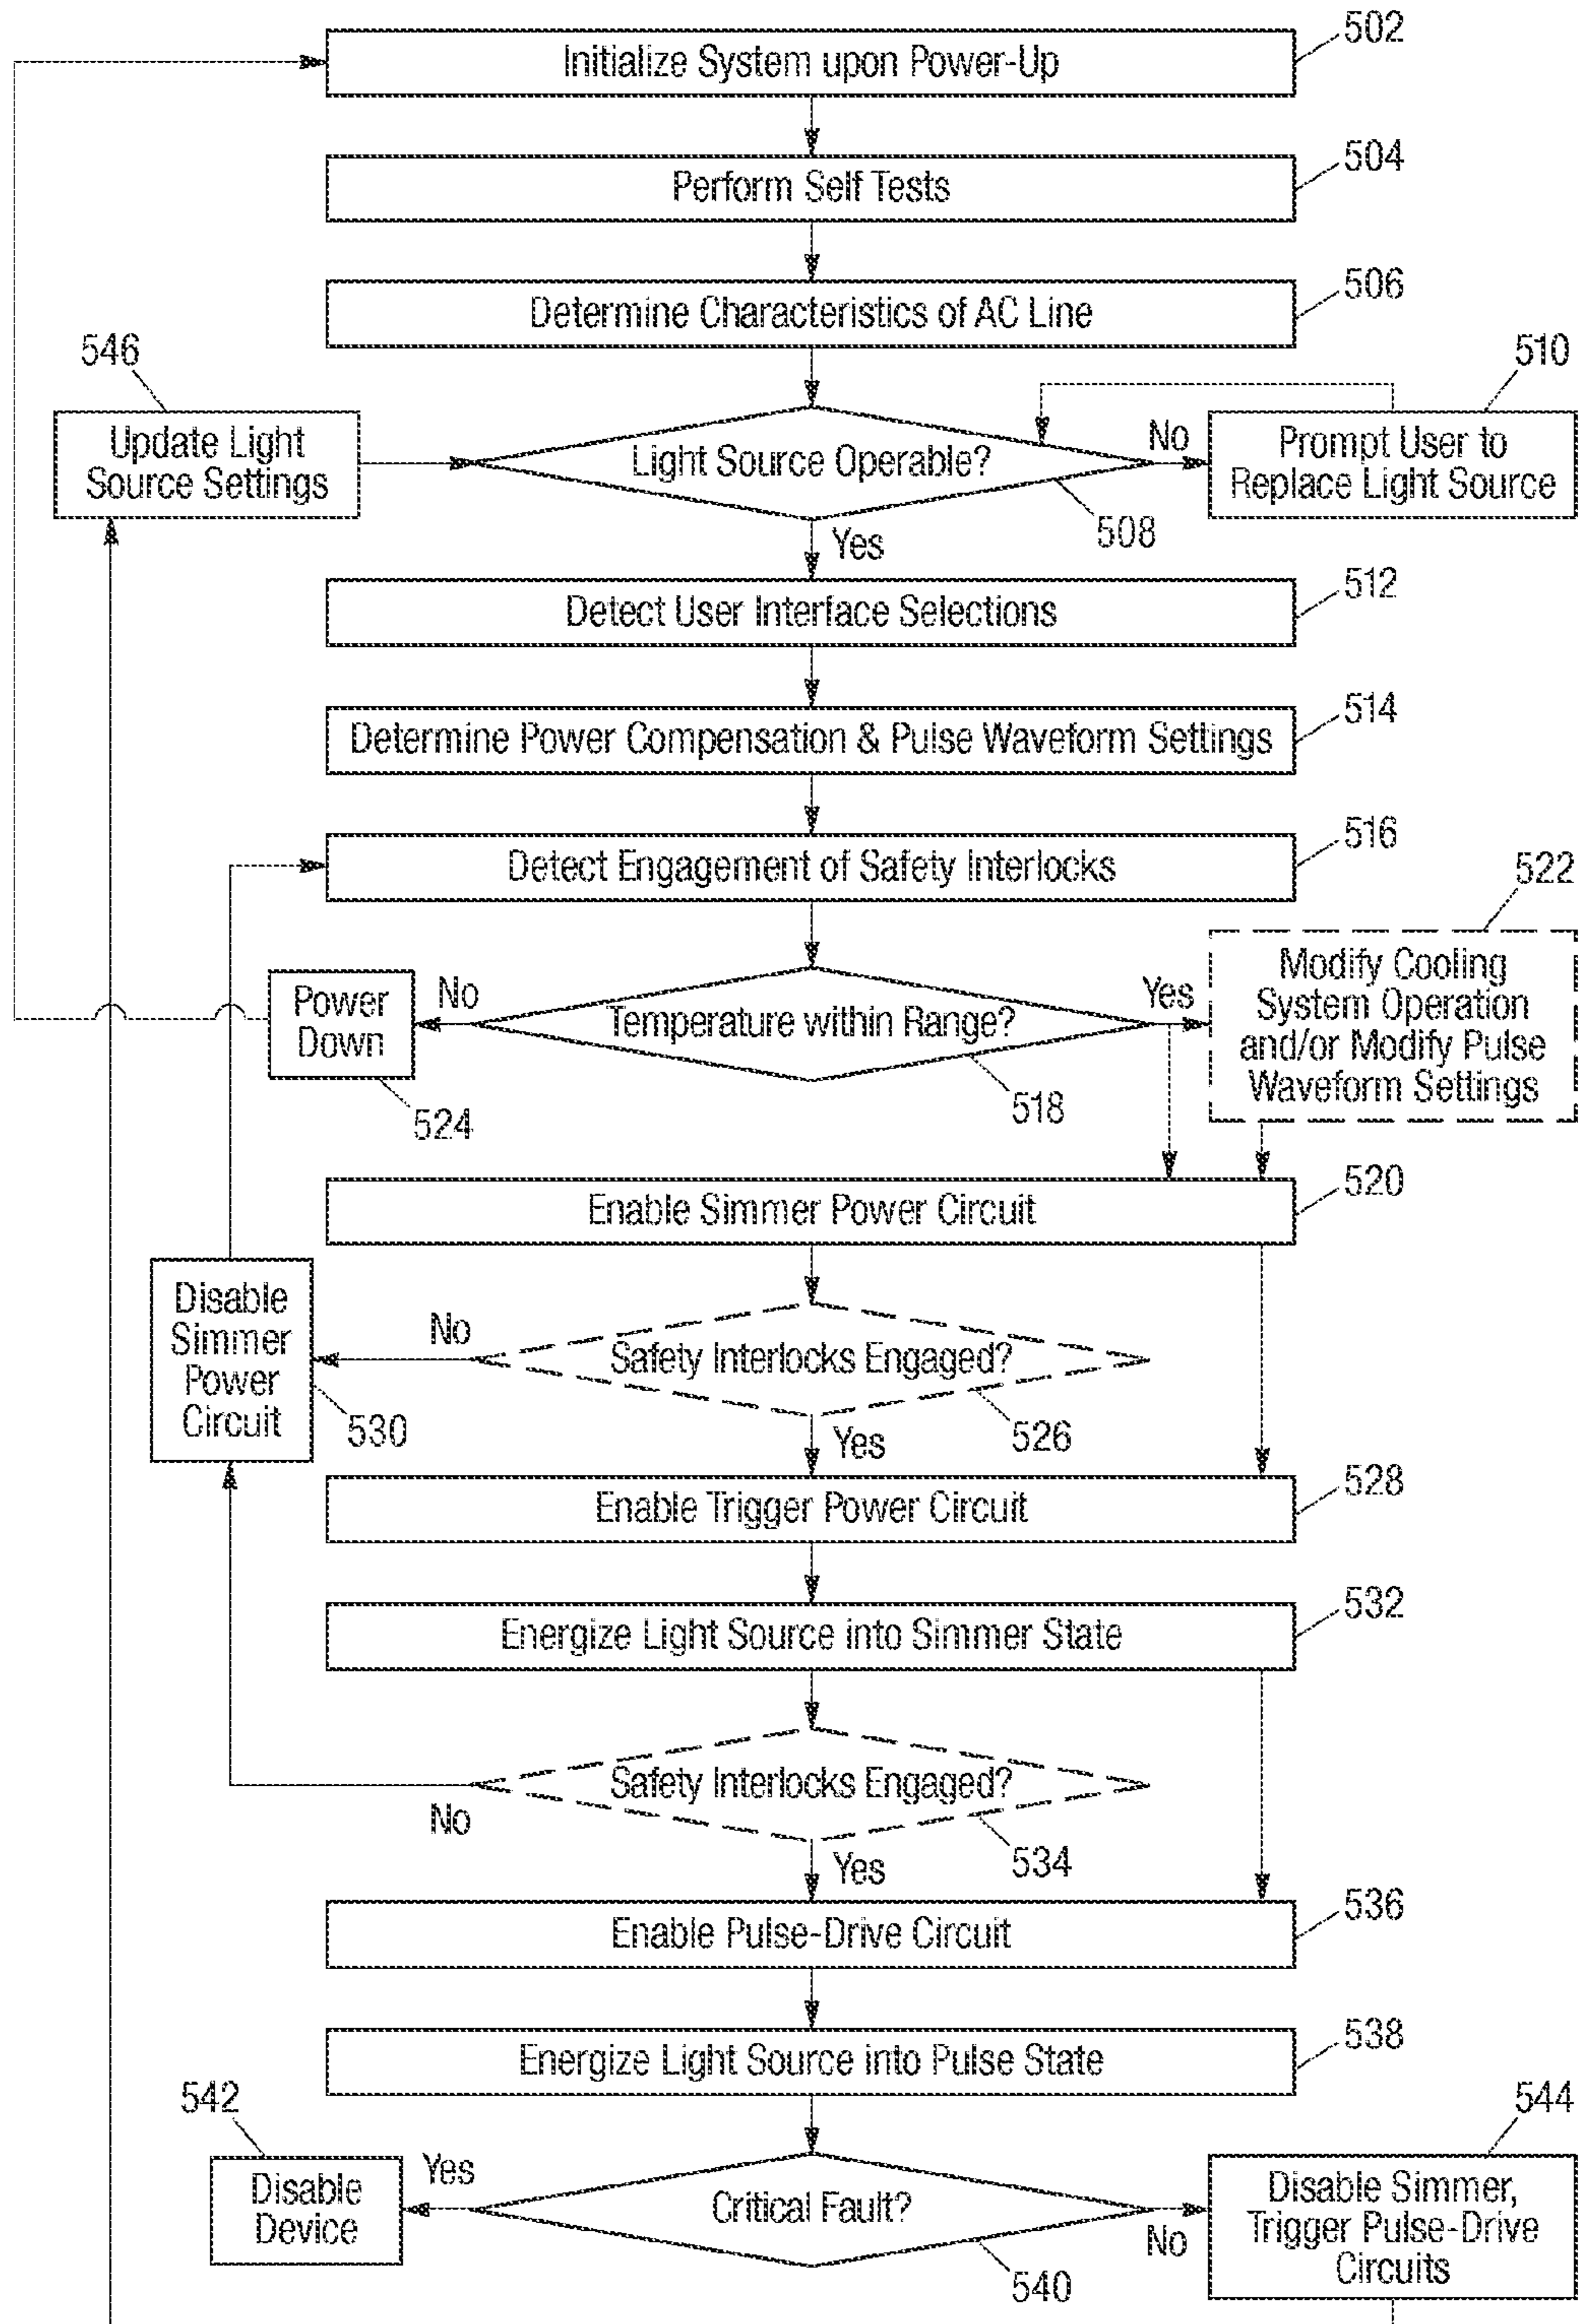 502
Initialize System upon Power-Up
504
Perform Self Tests
506
Determine Characteristics of AC Line
546
510
Update Light
Source Settings
Light Source Operable?
No
Prompt User to
Replace Light Source
508
Yes
512
Detect User Interface Selections
514
Determine Power Compensation & Pulse Waveform Settings
516
Detect Engagement of Safety Interlocks
522
Power
Down
No
Temperature within Range?
Yes
Modify Cooling
System Operation
and/or Modify Pulse
Waveform Settings
524
518
520
Enable Simmer Power Circuit
Disable
Simmer
Power
Circuit
No
Safety Interlocks Engaged?
530
526
Yes
528
Enable Trigger Power Circuit
532
Energize Light Source into Simmer State
Safety Interlocks Engaged?
No
534
Yes
536
Enable Pulse-Drive Circuit
538
Energize Light Source into Pulse State
542
544
Disable
Device
Yes
Critical Fault?
No
Disable Simmer,
Trigger Pulse-Drive
Circuits
540